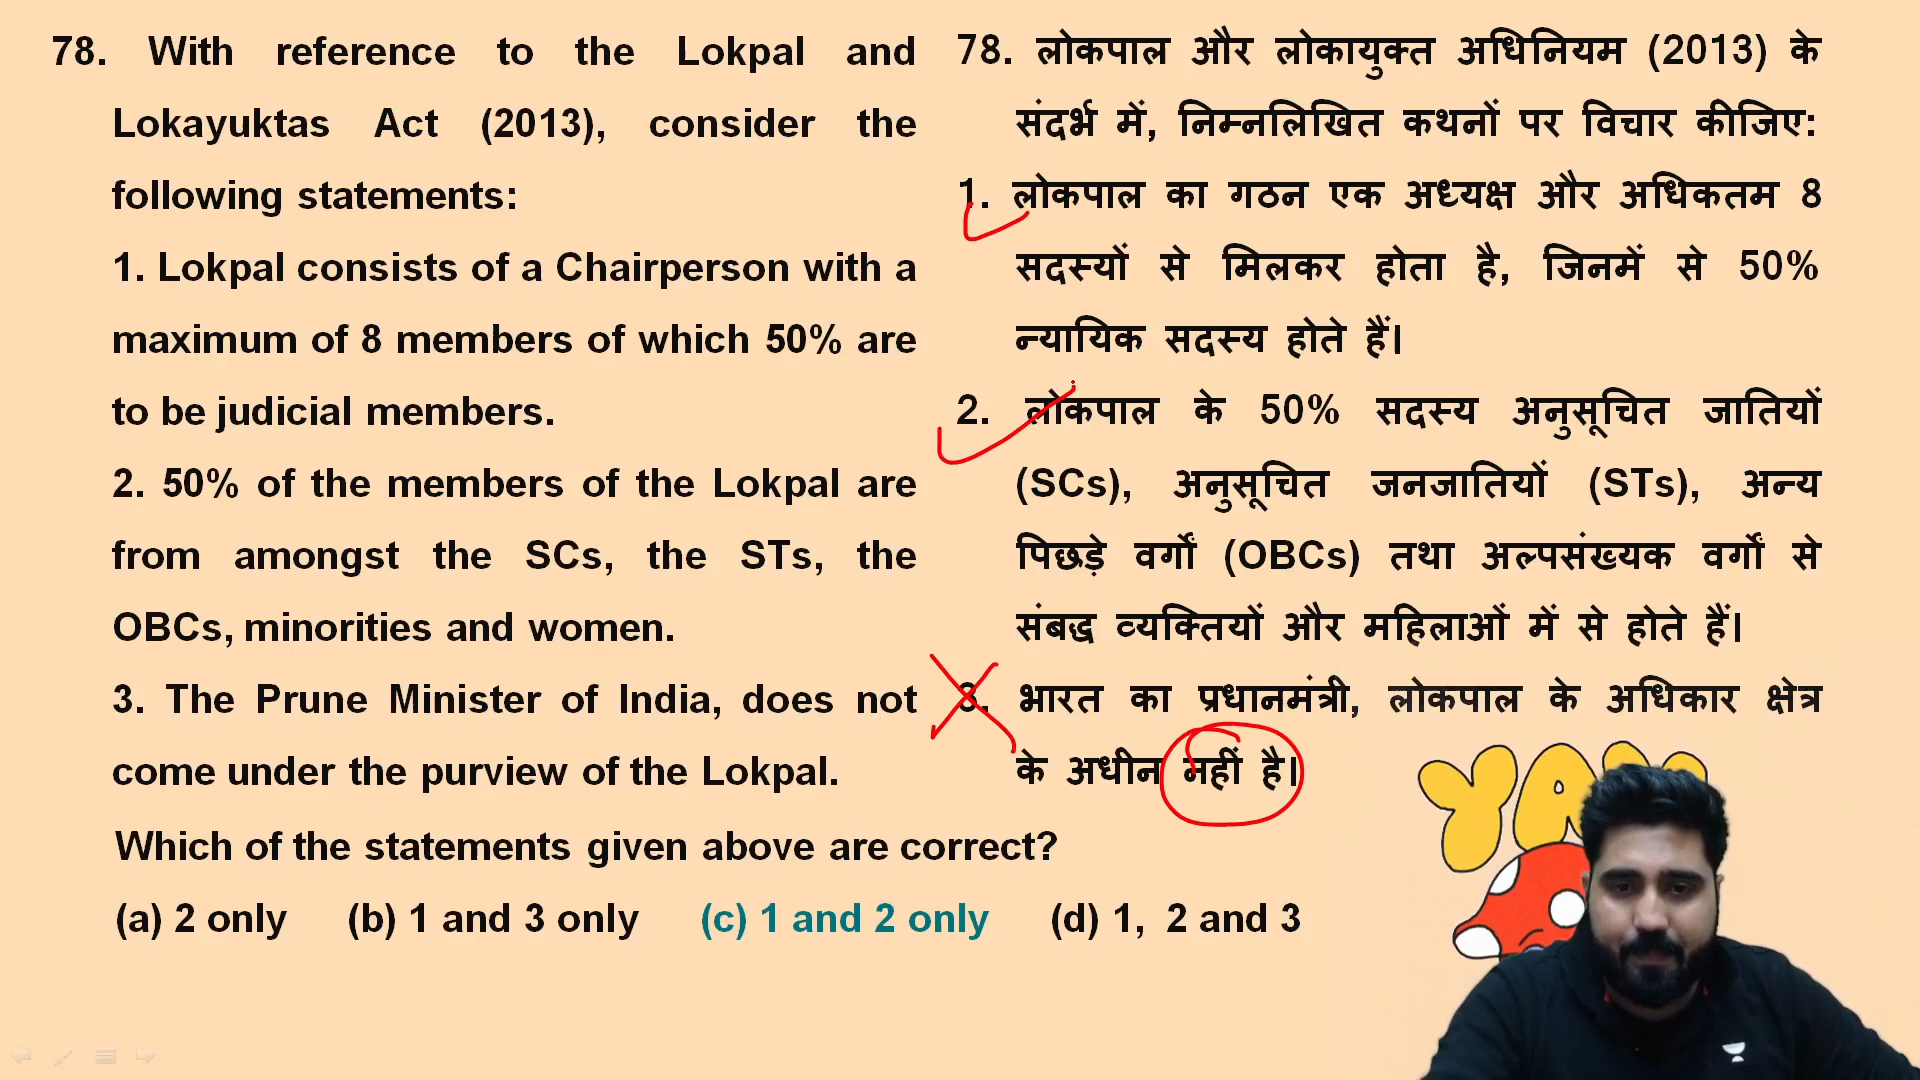 78. With reference to the Lokpal and
Lokayuktas Act (2013), consider the
following statements:
1. Lokpal consists of a Chairperson with a
maximum of 8 members of which 50% are
to be judicial members.
2. 50% of the members of the Lokpal are
from amongst the SCs, the STs, the
OBCs, minorities and women.
3. The Prune Minister of India, does not
come under the purview of the Lokpal.
78. लोकपाल और लोकायुक्त अधिनियम (2013) के
संदर्भ में, निम्नलिखित कथनों पर विचार कीजिए:
1. लोकपाल का गठन एक अध्यक्ष और अधिकतम 8
सदस्यों से मिलकर होता है, जिनमें से 50%
न्यायिक सदस्य होते हैं।
2. लोकपाल के 50% सदस्य अनुसूचित जातियों
(SCs), अनुसूचित जनजातियों (STs), अन्य
पिछड़े वर्गों (OBCs) तथा अल्पसंख्यक वर्गों से
संबद्ध व्यक्तियों और महिलाओं में से होते हैं।
3. भारत का प्रधानमंत्री, लोकपाल के अधिकार क्षेत्र
के अधीन नहीं है।
Which of the statements given above are correct?
(a) 2 only (b) 1 and 3 only (c) 1 and 2 only (d) 1, 2 and 3